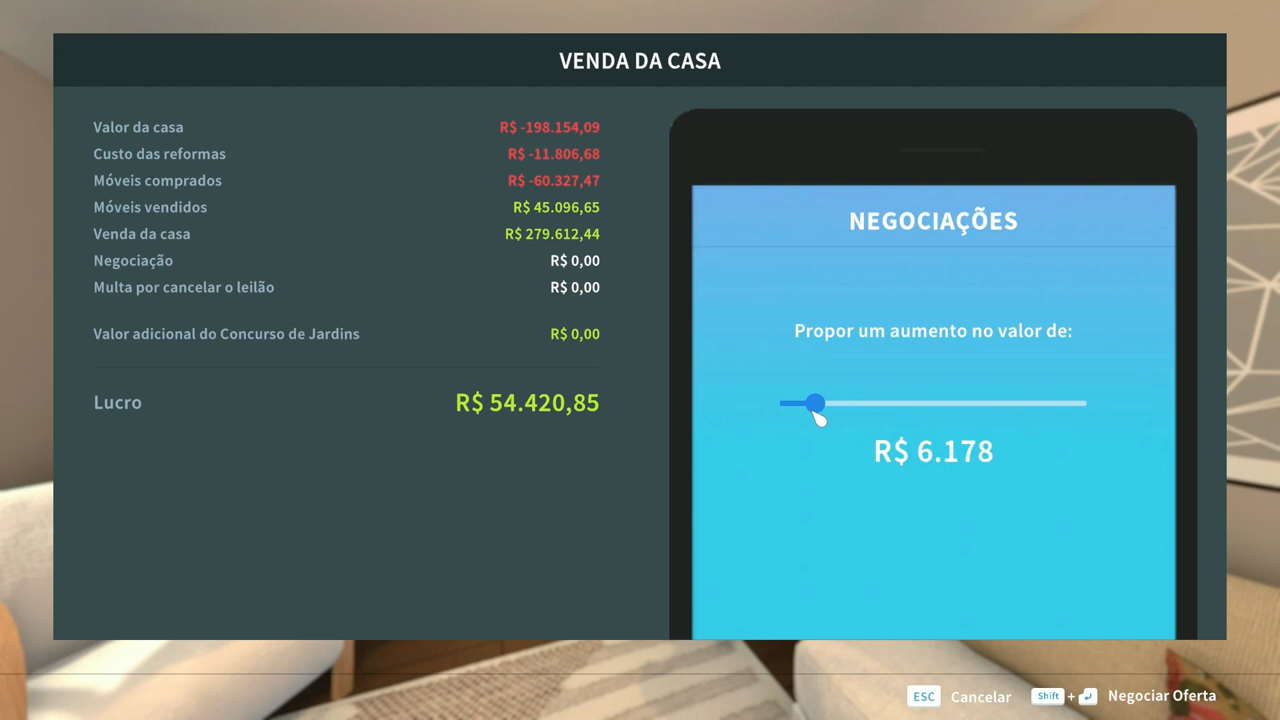 VENDA DA CASA
Valor da casa R$ -198.154,09
Custo das reformas R$ -11.806,68
Móveis comprados R$ -60.327,47
Móveis vendidos R$ 45.096,65
Venda da casa R$ 279.612,44
Negociação R$ 0,00
Multa por cancelar o leilão R$ 0,00
Valor adicional do Concurso de Jardins R$ 0,00
Lucro R$ 54.420,85
NEGOCIAÇÕES
Propor um aumento no valor de:
R$ 6.178
ESC Cancelar Shift + ↵ Negociar Oferta